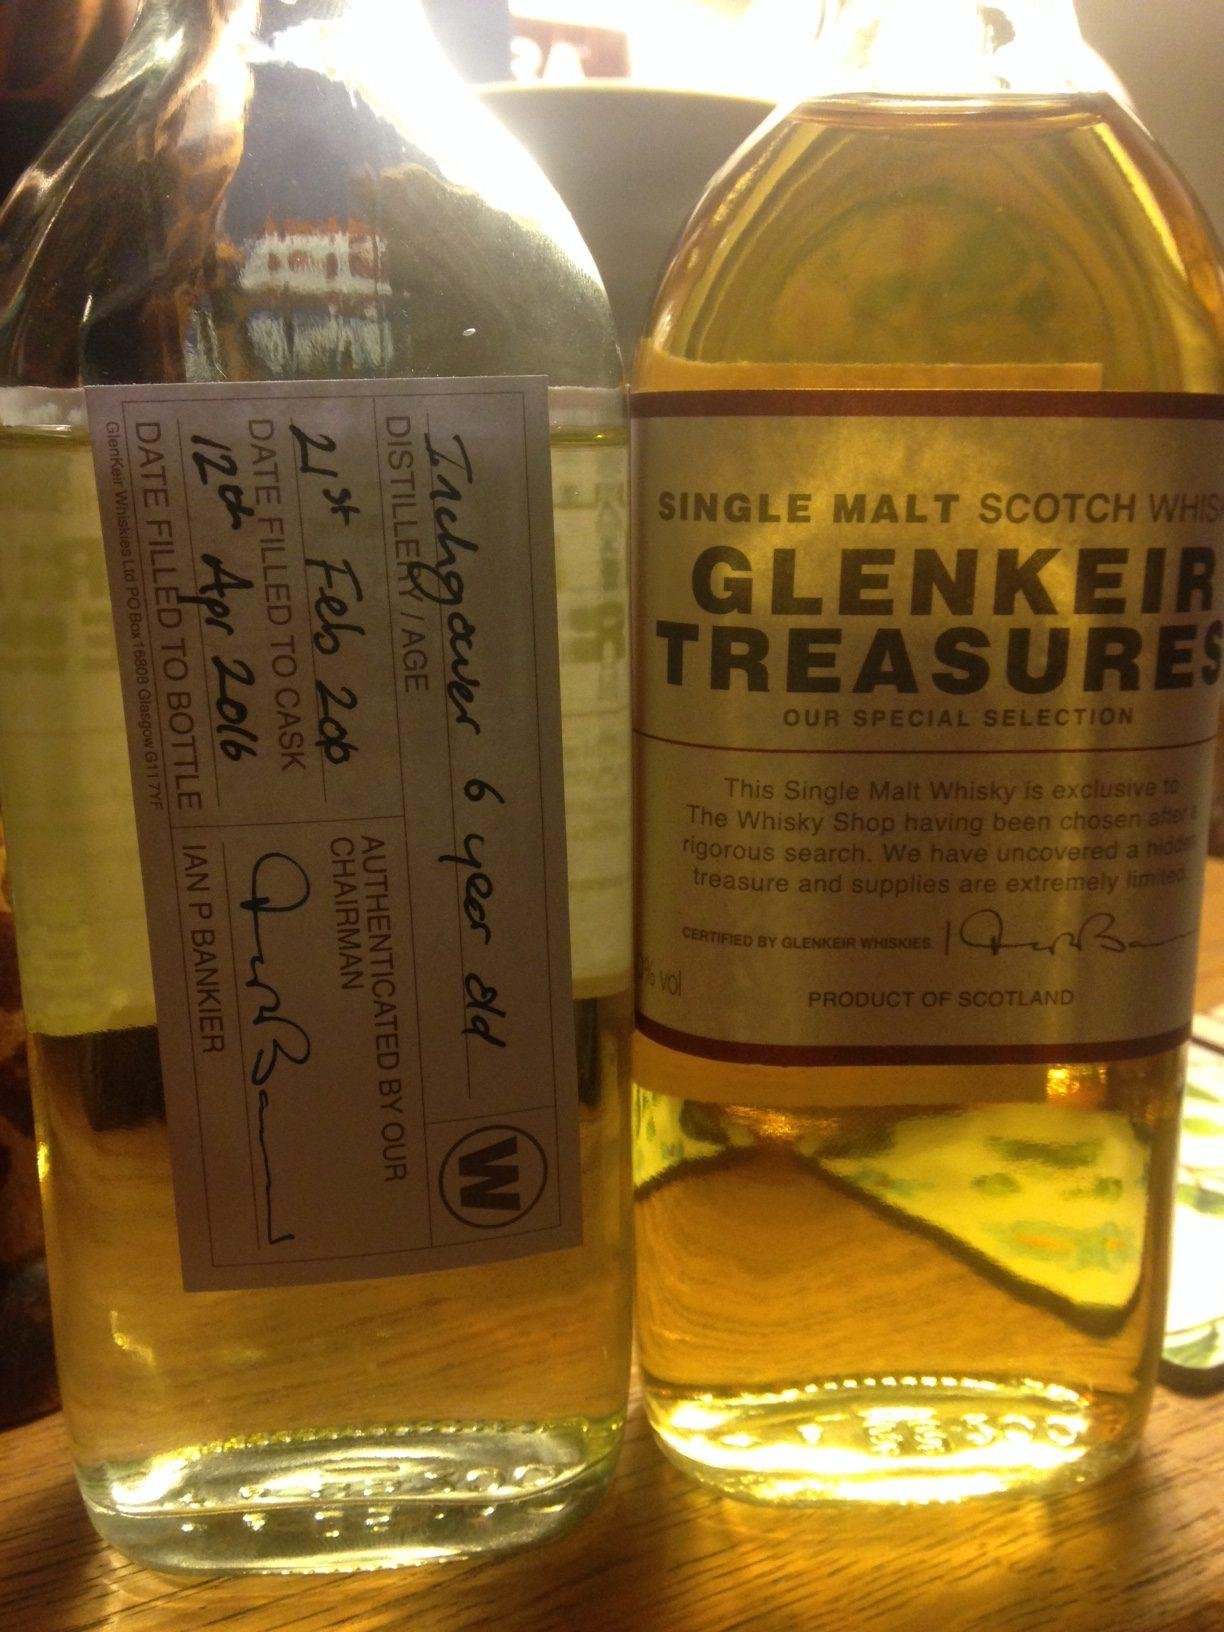 Inchgower 6 year old
DISTILLERY / AGE
21st Feb
DATE FILLED TO CASK
12th Apr 2016
DATE FILLED TO BOTTLE
GlenKeir Whiskies Ltd PO Box 16808 Glasgow G11 7YF
W
AUTHENTICATED BY OUR
CHAIRMAN
IAN P BANKIER
SINGLE MALT SCOTCH WHIS
GLENKEIR
TREASURES
OUR SPECIAL SELECTION
This Single Malt Whisky is exclusive to
The Whisky Shop having been chosen after a
rigorous search. We have uncovered a hidden
treasure and supplies are extremely limited.
CERTIFIED BY GLENKEIR WHISKIES
% vol
PRODUCT OF SCOTLAND